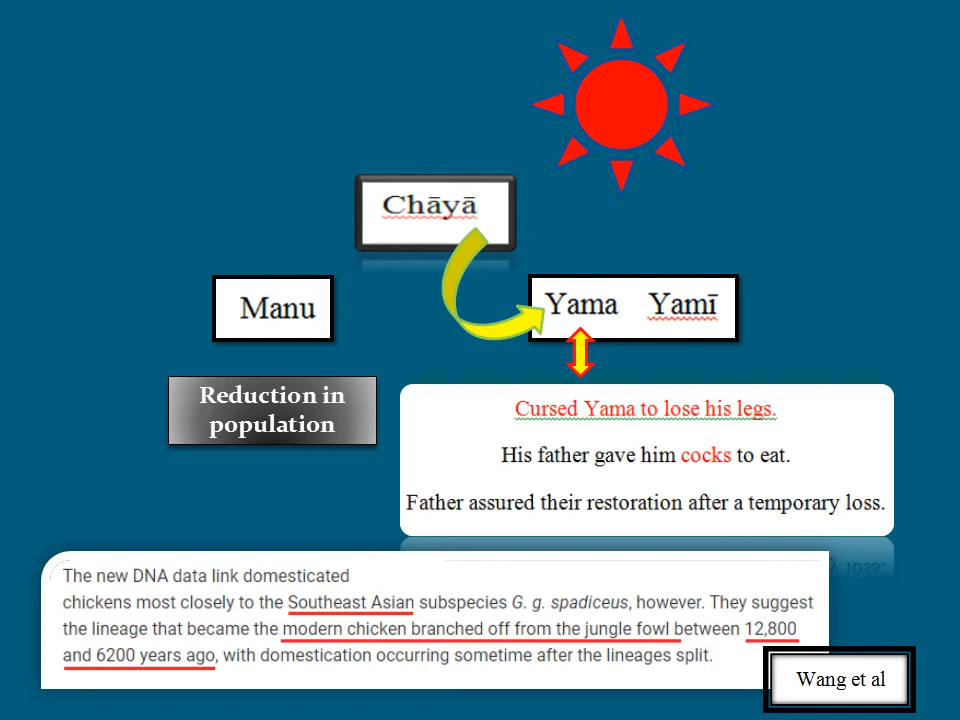 Chāyā
Manu
Yama Yamī
Reduction in
population
Cursed Yama to lose his legs.
His father gave him cocks to eat.
Father assured their restoration after a temporary loss.
The new DNA data link domesticated
chickens most closely to the Southeast Asian subspecies G. g. spadiceus, however. They suggest
the lineage that became the modern chicken branched off from the jungle fowl between 12,800
and 6200 years ago, with domestication occurring sometime after the lineages split.
Wang et al